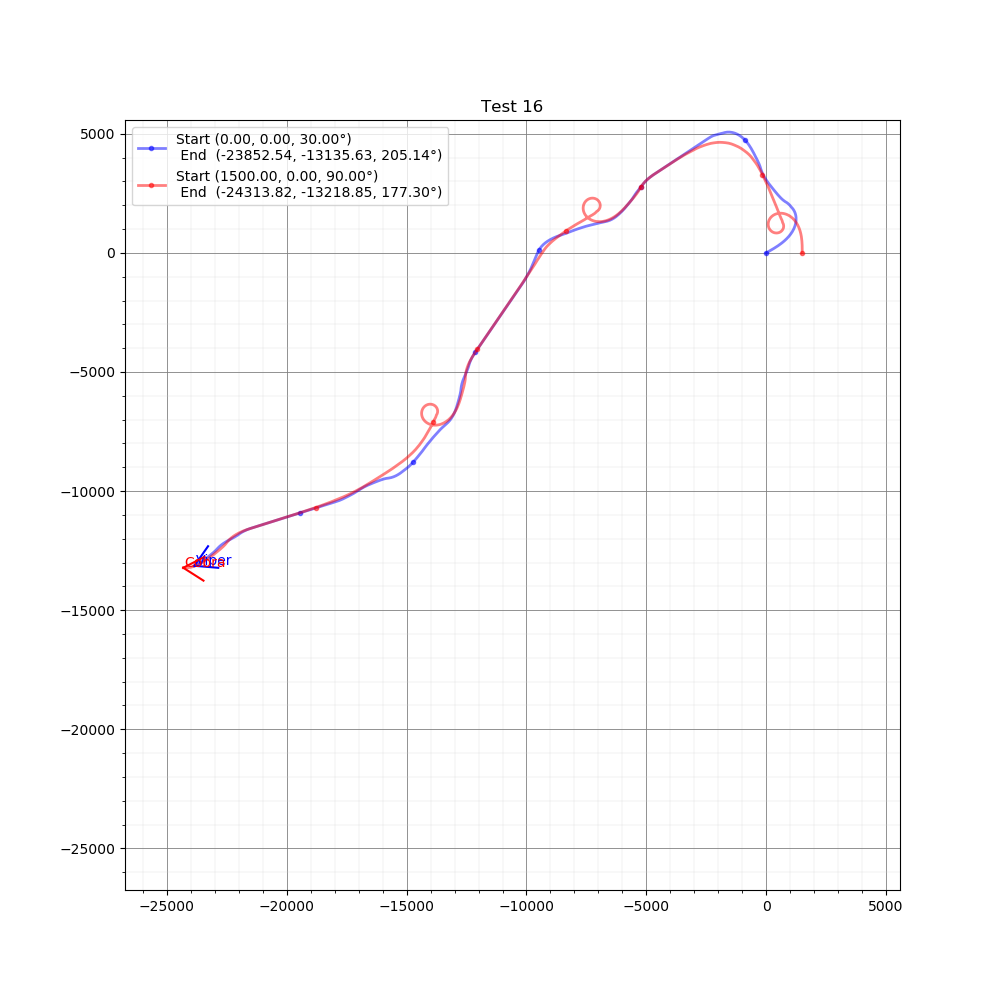 Test 16
Start (0.00, 0.00, 30.00°)
End (-23852.54, -13135.63, 205.14°)
Start (1500.00, 0.00, 90.00°)
End (-24313.82, -13218.85, 177.30°)
5000
0
−5000
−10000
−15000
−20000
−25000
Viper
−25000 −20000 −15000 −10000 −5000 0 5000